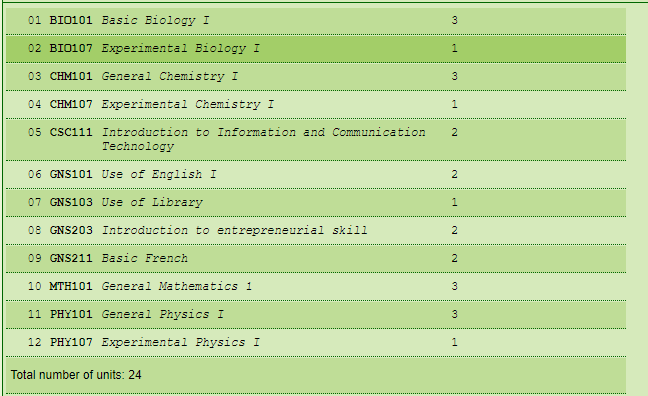 01 BIO101 Basic Biology I 3
02 BIO107 Experimental Biology I 1
03 CHM101 General Chemistry I 3
04 CHM107 Experimental Chemistry I 1
05 CSC111 Introduction to Information and Communication 2
Technology
06 GNS101 Use of English I 2
07 GNS103 Use of Library 1
08 GNS203 Introduction to entrepreneurial skill 2
09 GNS211 Basic French 2
10 MTH101 General Mathematics 1 3
11 PHY101 General Physics I 3
12 PHY107 Experimental Physics I 1
Total number of units: 24